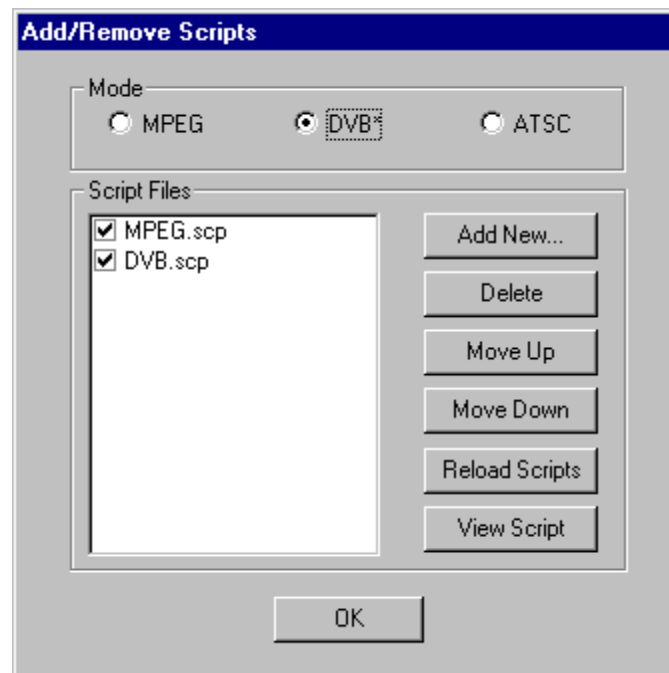 Add/Remove Scripts
Mode
MPEG DVB* ATSC
Script Files
MPEG.scp
DVB.scp
Add New...
Delete
Move Up
Move Down
Reload Scripts
View Script
OK